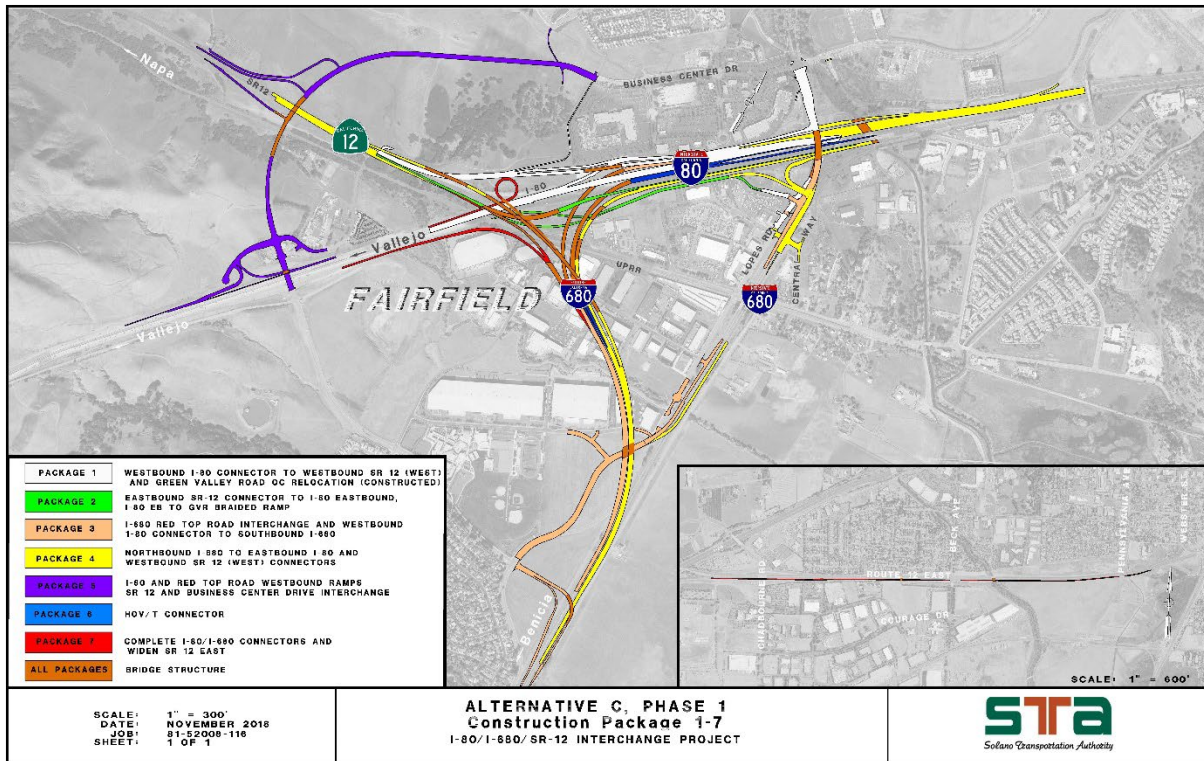 Napa
SR12
BUSINESS CENTER DR
CALIFORNIA
12
INTERSTATE
80
I-80
Vallejo
UPRR
LOPES RD
CENTRAL WAY
FAIRFIELD
680
680
Vallejo
Benicia
PACKAGE 1 WESTBOUND I-80 CONNECTOR TO WESTBOUND SR 12 (WEST)
AND GREEN VALLEY ROAD OC RELOCATION (CONSTRUCTED)
PACKAGE 2 EASTBOUND SR-12 CONNECTOR TO I-80 EASTBOUND,
I-80 EB TO GVR BRAIDED RAMP
PACKAGE 3 I-680 RED TOP ROAD INTERCHANGE AND WESTBOUND
I-80 CONNECTOR TO SOUTHBOUND I-680
PACKAGE 4 NORTHBOUND I-680 TO EASTBOUND I-80 AND
WESTBOUND SR 12 (WEST) CONNECTORS
PACKAGE 5 I-80 AND RED TOP ROAD WESTBOUND RAMPS
SR 12 AND BUSINESS CENTER DRIVE INTERCHANGE
PACKAGE 6 HOV/T CONNECTOR
PACKAGE 7 COMPLETE I-80/I-680 CONNECTORS AND
WIDEN SR 12 EAST
ALL PACKAGES BRIDGE STRUCTURE
ROUTE 12 EAST
COURAGE DR
CHADBOURNE RD
BECK AVE
PENNSYLVANIA AVE
WEBSTER ST
SCALE: 1" = 600'
SCALE: 1" = 300'
DATE: NOVEMBER 2018
JOB: 81-52008-116
SHEET: 1 OF 1
ALTERNATIVE C, PHASE 1
Construction Package 1-7
I-80/I-680/SR-12 INTERCHANGE PROJECT
STa
Solano Transportation Authority